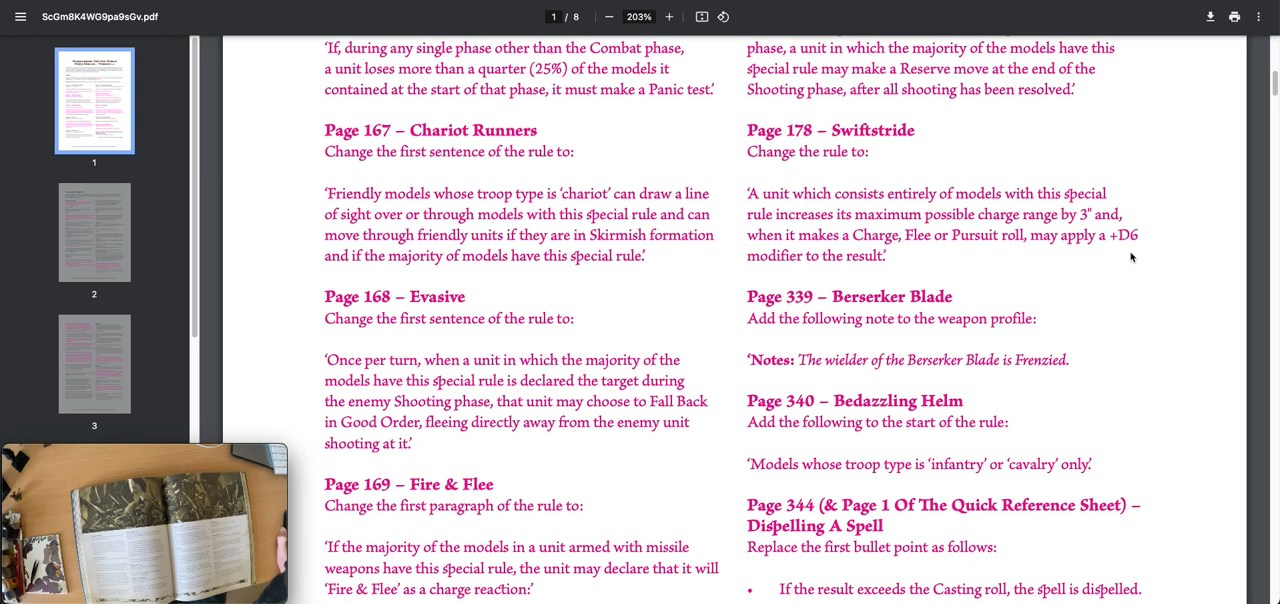 ScGm8K4WG9pa9sGv.pdf
1 / 8
203%
1
2
3
'If, during any single phase other than the Combat phase,
a unit loses more than a quarter (25%) of the models it
contained at the start of that phase, it must make a Panic test.'
Page 167 – Chariot Runners
Change the first sentence of the rule to:
'Friendly models whose troop type is 'chariot' can draw a line
of sight over or through models with this special rule and can
move through friendly units if they are in Skirmish formation
and if the majority of models have this special rule.'
Page 168 – Evasive
Change the first sentence of the rule to:
'Once per turn, when a unit in which the majority of the
models have this special rule is declared the target during
the enemy Shooting phase, that unit may choose to Fall Back
in Good Order, fleeing directly away from the enemy unit
shooting at it.'
Page 169 – Fire & Flee
Change the first paragraph of the rule to:
'If the majority of the models in a unit armed with missile
weapons have this special rule, the unit may declare that it will
'Fire & Flee' as a charge reaction:'
phase, a unit in which the majority of the models have this
special rule may make a Reserve move at the end of the
Shooting phase, after all shooting has been resolved.'
Page 178 – Swiftstride
Change the rule to:
'A unit which consists entirely of models with this special
rule increases its maximum possible charge range by 3" and,
when it makes a Charge, Flee or Pursuit roll, may apply a +D6
modifier to the result.'
Page 339 – Berserker Blade
Add the following note to the weapon profile:
'Notes: The wielder of the Berserker Blade is Frenzied.
Page 340 – Bedazzling Helm
Add the following to the start of the rule:
'Models whose troop type is 'infantry' or 'cavalry' only.'
Page 344 (& Page 1 Of The Quick Reference Sheet) –
Dispelling A Spell
Replace the first bullet point as follows:
• If the result exceeds the Casting roll, the spell is dispelled.